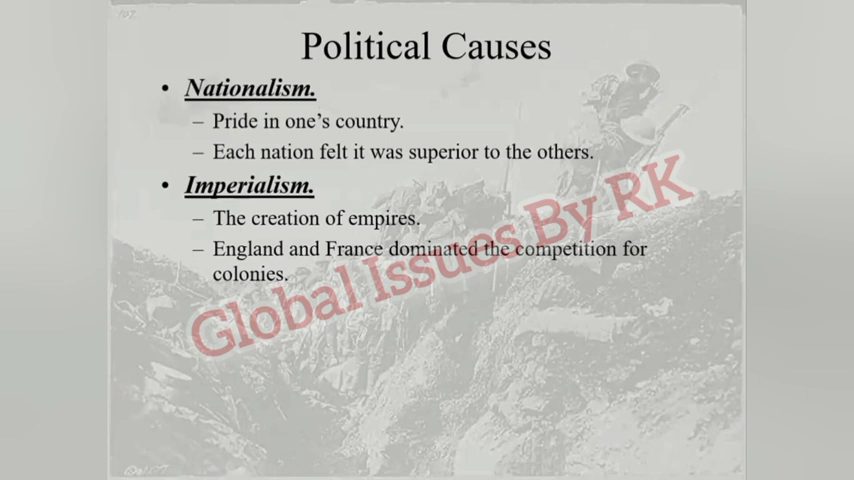 Political Causes
• Nationalism.
– Pride in one’s country.
– Each nation felt it was superior to the others.
• Imperialism.
– The creation of empires.
– England and France dominated the competition for
colonies.
Global Issues By RK